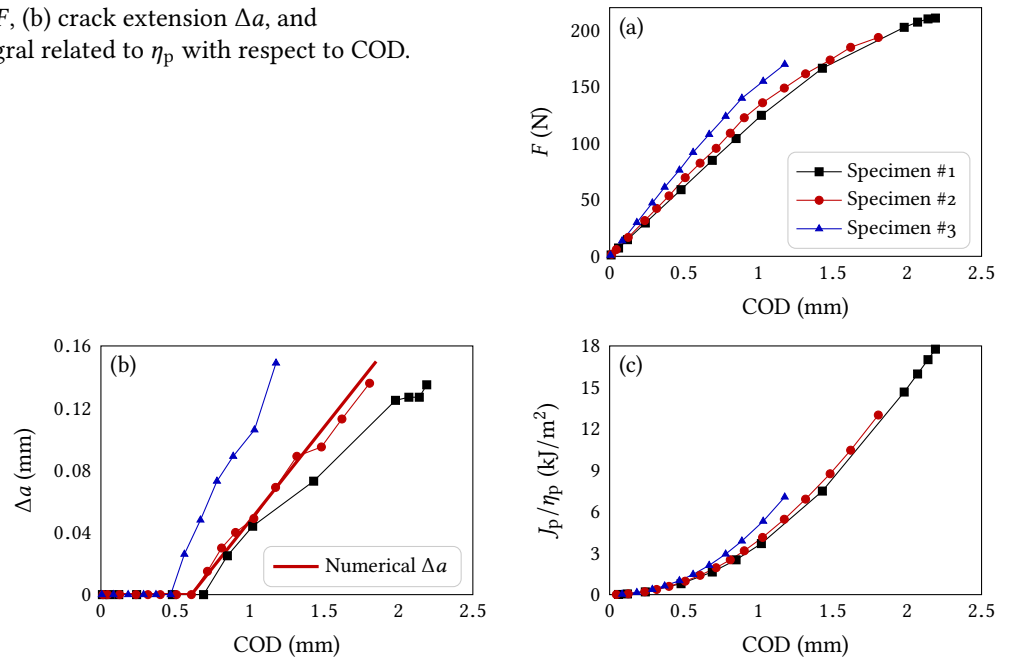 F, (b) crack extension Δa, and
gral related to ηp with respect to COD.
(a)
200
150
100
50
0
F (N)
Specimen #1
Specimen #2
Specimen #3
0 0.5 1 1.5 2 2.5
COD (mm)
(b)
0.16
0.12
0.08
0.04
0
Δa (mm)
Numerical Δa
0 0.5 1 1.5 2 2.5
COD (mm)
(c)
18
15
12
9
6
3
0
Jp/ηp (kJ/m²)
0 0.5 1 1.5 2 2.5
COD (mm)